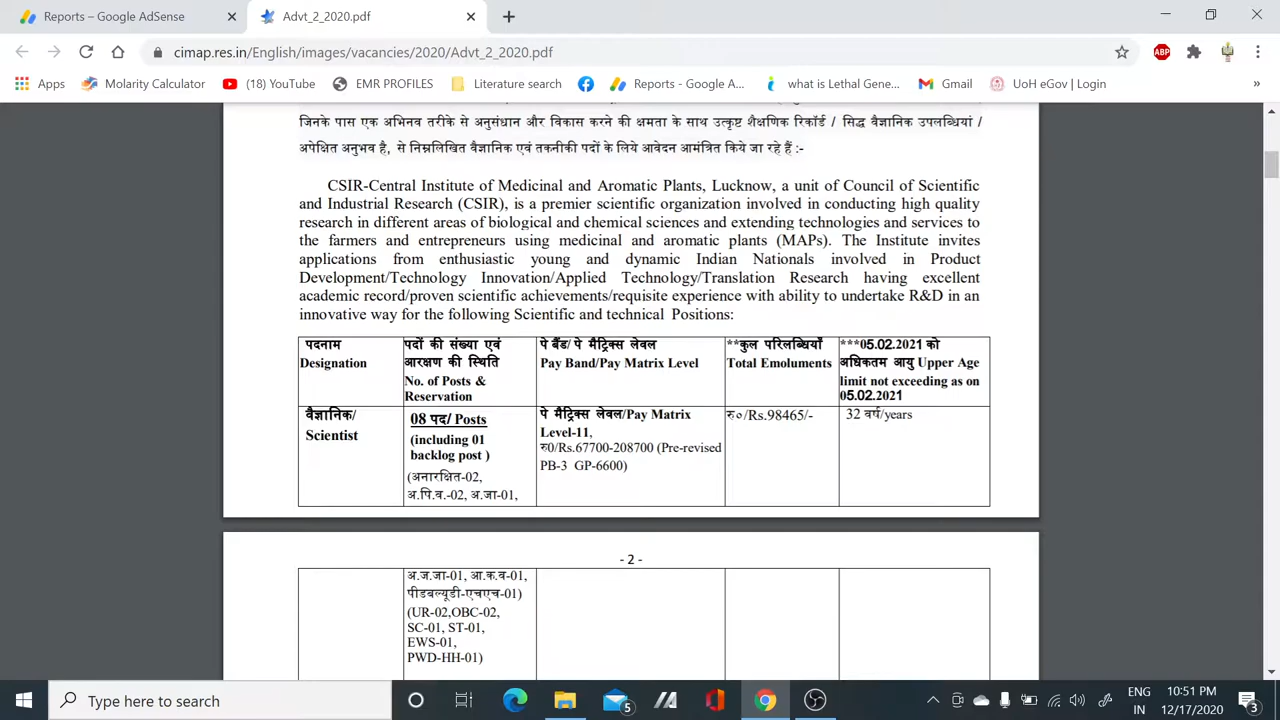 Reports – Google AdSense
Advt_2_2020.pdf
cimap.res.in/English/images/vacancies/2020/Advt_2_2020.pdf
ABP
Apps
Molarity Calculator
(18) YouTube
EMR PROFILES
Literature search
Reports - Google A...
what is Lethal Gene...
Gmail
UoH eGov | Login
»
जिनके पास एक अभिनव तरीके से अनुसंधान और विकास करने की क्षमता के साथ उत्कृष्ट शैक्षणिक रिकॉर्ड / सिद्ध वैज्ञानिक उपलब्धियां /
अपेक्षित अनुभव है, से निम्नलिखित वैज्ञानिक एवं तकनीकी पदों के लिये आवेदन आमंत्रित किये जा रहे हैं :-
CSIR-Central Institute of Medicinal and Aromatic Plants, Lucknow, a unit of Council of Scientific
and Industrial Research (CSIR), is a premier scientific organization involved in conducting high quality
research in different areas of biological and chemical sciences and extending technologies and services to
the farmers and entrepreneurs using medicinal and aromatic plants (MAPs). The Institute invites
applications from enthusiastic young and dynamic Indian Nationals involved in Product
Development/Technology Innovation/Applied Technology/Translation Research having excellent
academic record/proven scientific achievements/requisite experience with ability to undertake R&D in an
innovative way for the following Scientific and technical Positions:
पदनाम
Designation
पदों की संख्या एवं
आरक्षण की स्थिति
No. of Posts &
Reservation
पे बैंड/ पे मैट्रिक्स लेवल
Pay Band/Pay Matrix Level
**कुल परिलब्धियाँ
Total Emoluments
***05.02.2021 को
अधिकतम आयु Upper Age
limit not exceeding as on
05.02.2021
वैज्ञानिक/
Scientist
08 पद/ Posts
(including 01
backlog post )
(अनारक्षित-02,
अ.पि.व.-02, अ.जा-01,
पे मैट्रिक्स लेवल/Pay Matrix
Level-11,
रु0/Rs.67700-208700 (Pre-revised
PB-3 GP-6600)
रु०/Rs.98465/-
32 वर्ष/years
- 2 -
अ.ज.जा-01, आ.क.व-01,
पीडबल्यूडी-एचएच-01)
(UR-02,OBC-02,
SC-01, ST-01,
EWS-01,
PWD-HH-01)
Type here to search
5
ENG
IN
10:51 PM
12/17/2020
3